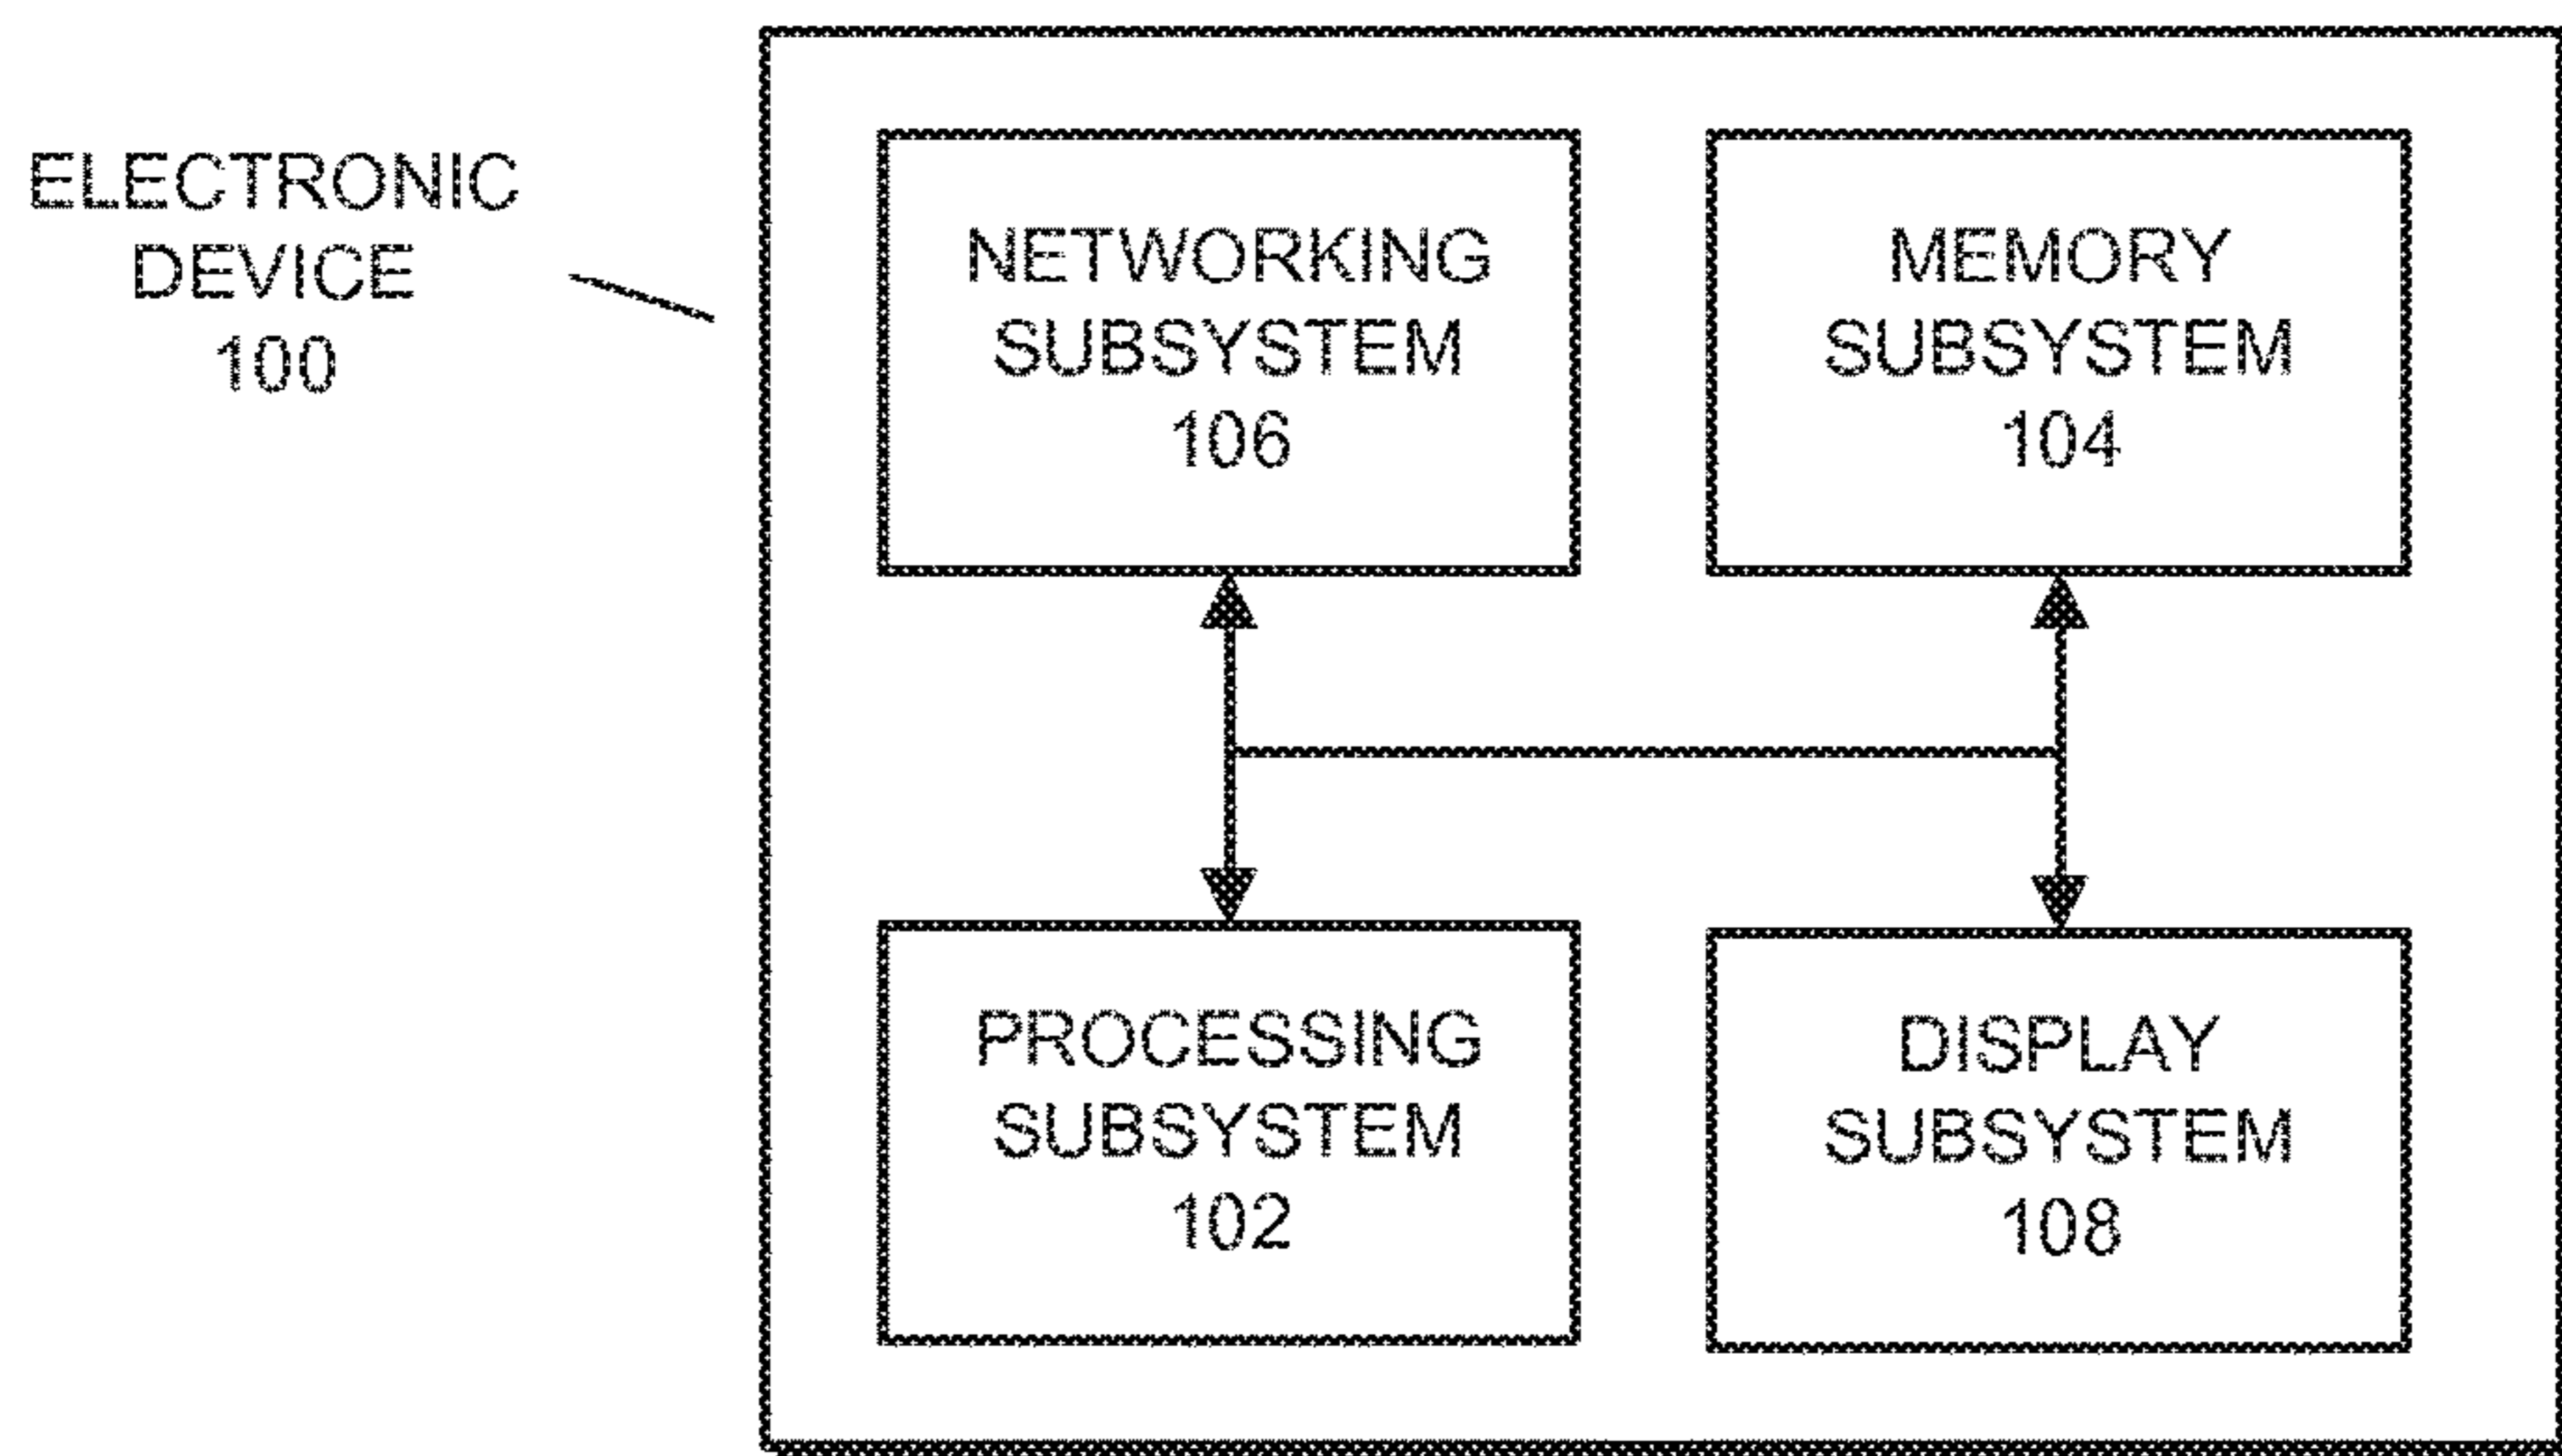 ELECTRONIC
DEVICE
100
NETWORKING
SUBSYSTEM
106
MEMORY
SUBSYSTEM
104
PROCESSING
SUBSYSTEM
102
DISPLAY
SUBSYSTEM
108